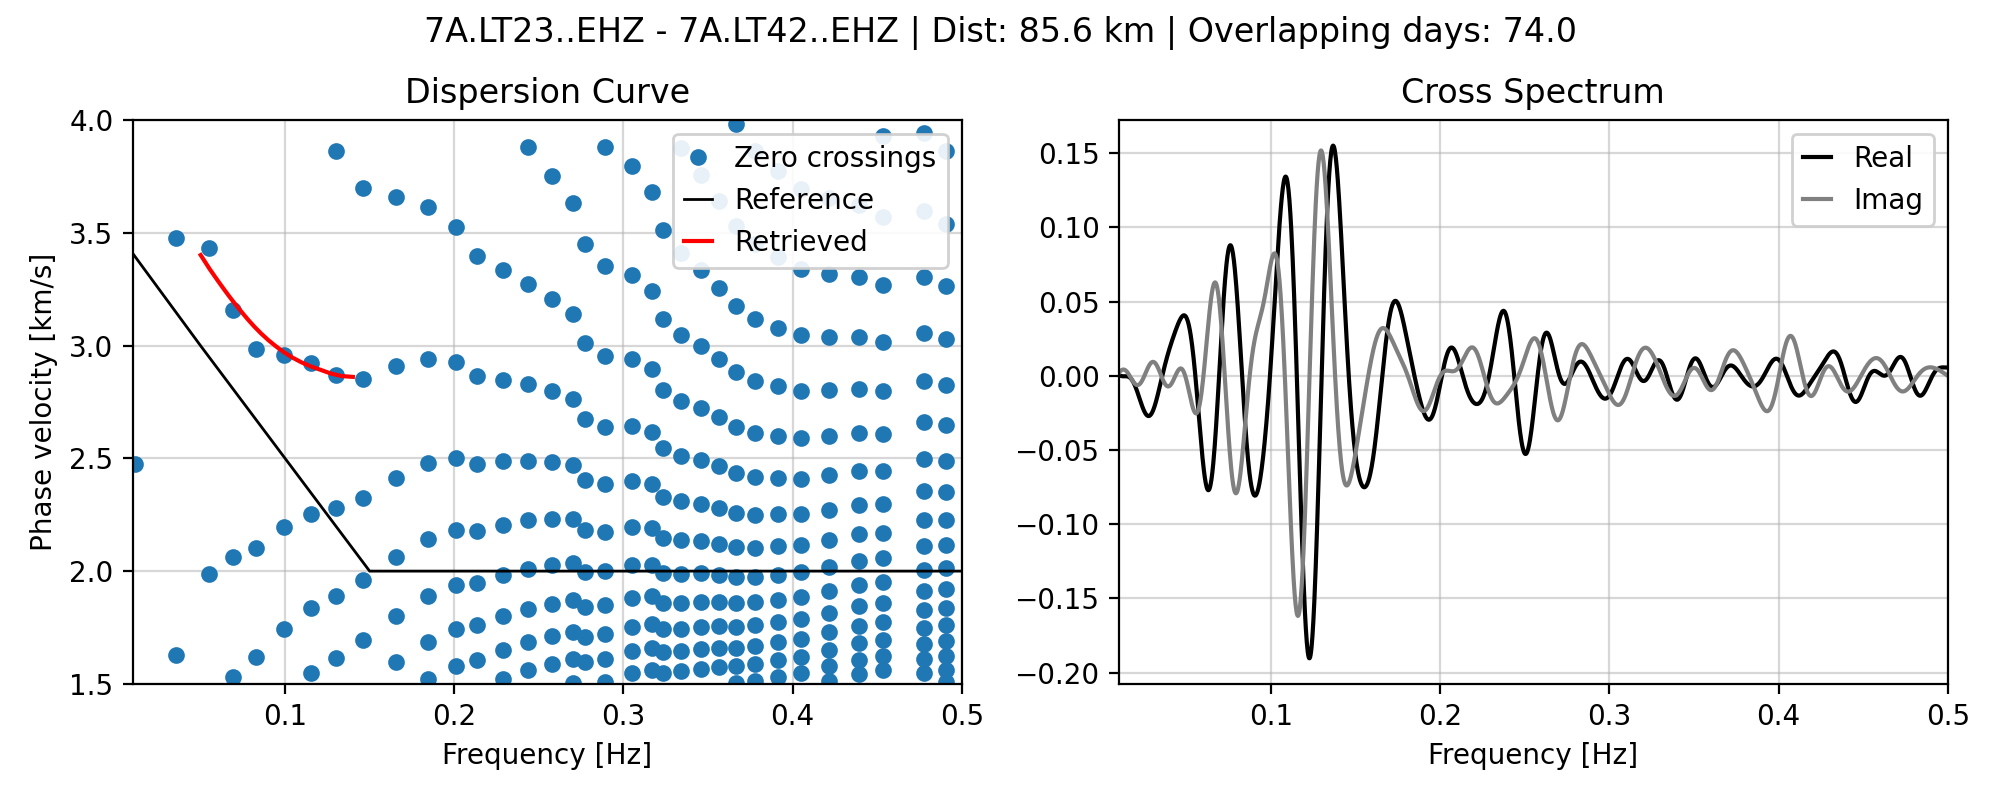 7A.LT23..EHZ - 7A.LT42..EHZ | Dist: 85.6 km | Overlapping days: 74.0
Dispersion Curve
Phase velocity [km/s]
4.0
3.5
3.0
2.5
2.0
1.5
0.1
0.2
0.3
0.4
0.5
Frequency [Hz]
Zero crossings
Reference
Retrieved
Cross Spectrum
0.15
0.10
0.05
0.00
−0.05
−0.10
−0.15
−0.20
0.1
0.2
0.3
0.4
0.5
Frequency [Hz]
Real
Imag